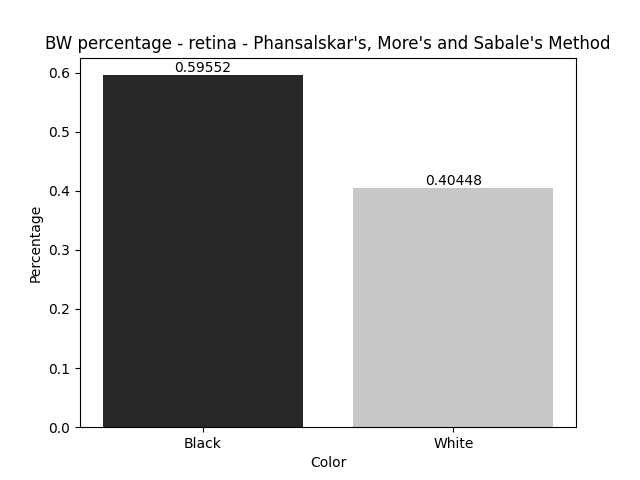 BW percentage - retina - Phansalskar's, More's and Sabale's Method
0.59552
0.40448
0.6
0.5
0.4
0.3
0.2
0.1
0.0
Percentage
Black
White
Color